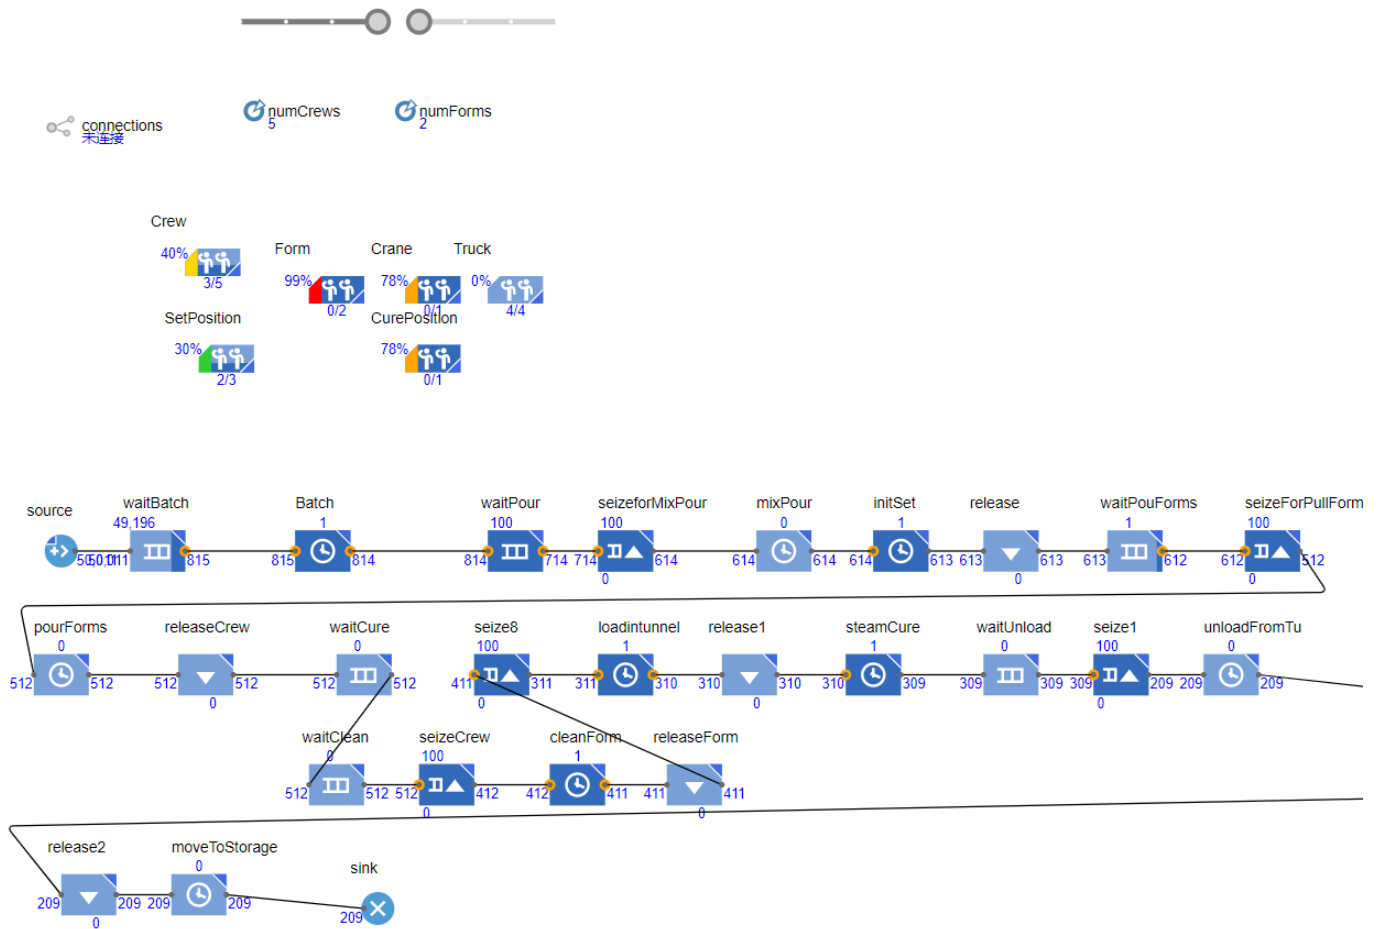 numCrews
5
numForms
2
connections
未连接
Crew
40%
3/5
Form
99%
0/2
Crane
78%
0/1
Truck
0%
4/4
SetPosition
30%
2/3
CurePosition
78%
0/1
source
waitBatch
49,196
815
Batch
1
815 814
waitPour
100
814 714
seizeforMixPour
100
714 614
0
mixPour
0
614 614
initSet
1
614 613
release
613 613
0
waitPouForms
1
613 612
seizeForPullForm
100
612 512
0
pourForms
0
512 512
releaseCrew
512 512
0
waitCure
0
512 512
seize8
100
411 311
0
loadintunnel
1
311 310
release1
310 310
0
steamCure
1
310 309
waitUnload
0
309 309
seize1
100
309 209
0
unloadFromTu
0
209 209
waitClean
0
512 512
seizeCrew
100
512 412
0
cleanForm
1
412 411
releaseForm
411 411
0
release2
209 209
0
moveToStorage
0
209 209
sink
209